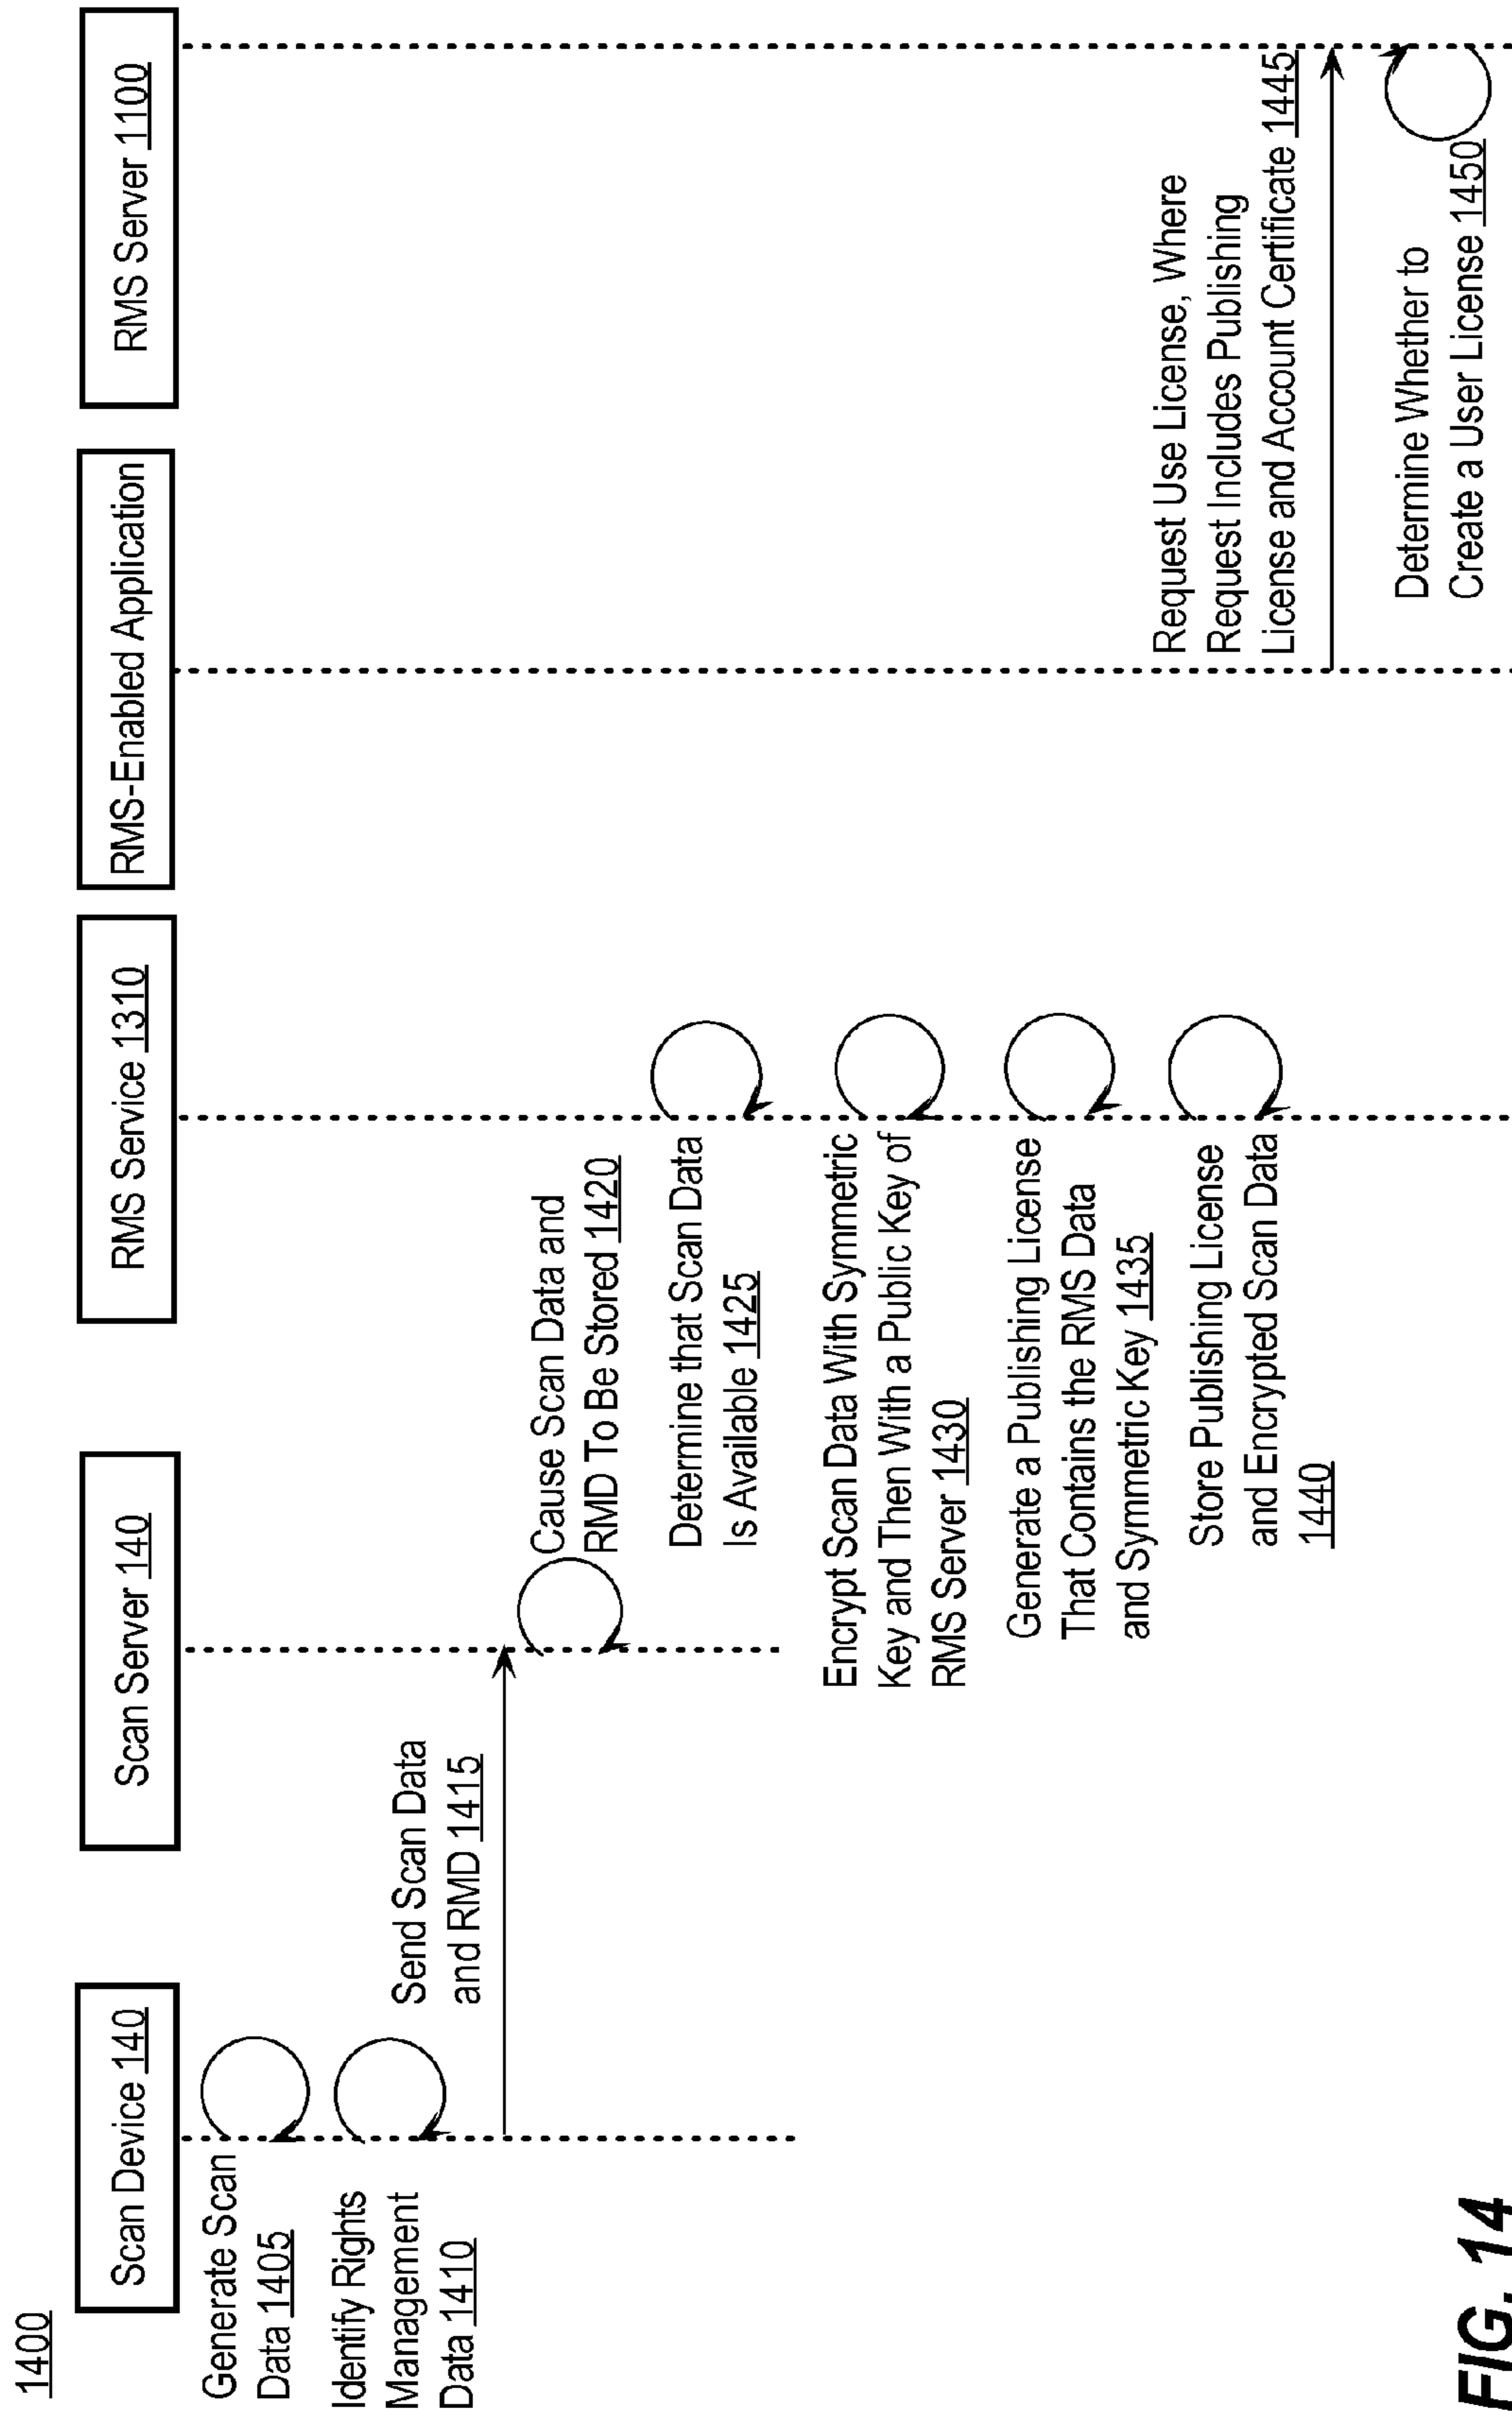 1400
Scan Device 140
Scan Server 140
RMS Service 1310
RMS-Enabled Application
RMS Server 1100
Generate Scan
Data 1405
Identify Rights
Management
Data 1410
Send Scan Data
and RMD 1415
Cause Scan Data and
RMD To Be Stored 1420
Determine that Scan Data
Is Available 1425
Encrypt Scan Data With Symmetric
Key and Then With a Public Key of
RMS Server 1430
Generate a Publishing License
That Contains the RMS Data
and Symmetric Key 1435
Store Publishing License
and Encrypted Scan Data
1440
Request Use License, Where
Request Includes Publishing
License and Account Certificate 1445
Determine Whether to
Create a User License 1450
FIG. 14